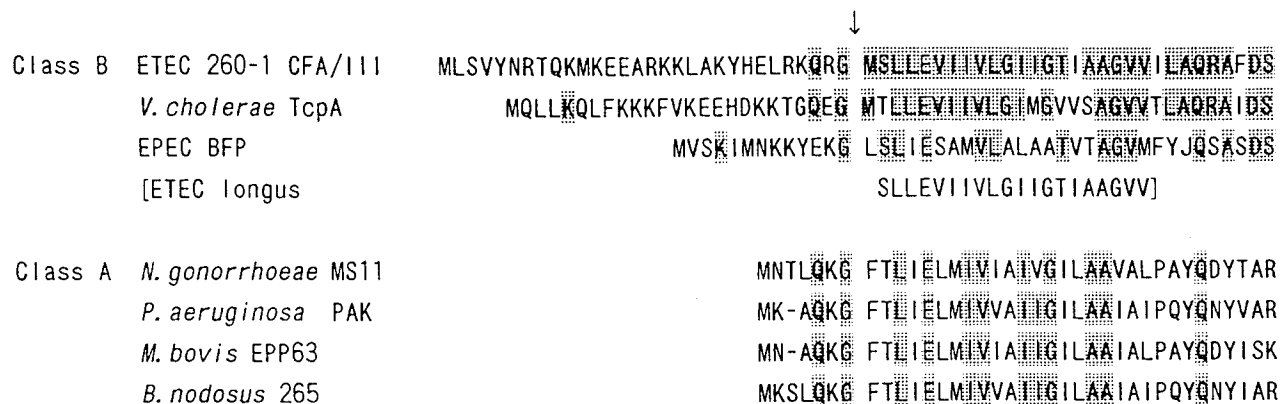 ↓
Class B ETEC 260-1 CFA/III MLSVYNRTQKMKEEARKKLAKYHELRKQRG MSLLEVIIVLGIIGTIAAGVVILAQRAFDS
V. cholerae TcpA MQLLKQLFKKKFVKEEHDKKTGQEG MTLLEVIIVLGIMGVVSAGVVTLAQRAIDS
EPEC BFP MVSKIMNKKYEKG LSLIESAMVLALAATVTAGVMFYJQSASDS
[ETEC longus SLLEVIIVLGIIGTIAAGVV]
Class A N. gonorrhoeae MS11 MNTLQKG FTLIELMIVIAIVGILAAVALPAYQDYTAR
P. aeruginosa PAK MK-AQKG FTLIELMIVVAIIGILAAIAIPQYQNYVAR
M. bovis EPP63 MN-AQKG FTLIELMIVIAIIGILAAIALPAYQDYISK
B. nodosus 265 MKSLQKG FTLIELMIVVAIIGILAAIAIPQYQNYIAR